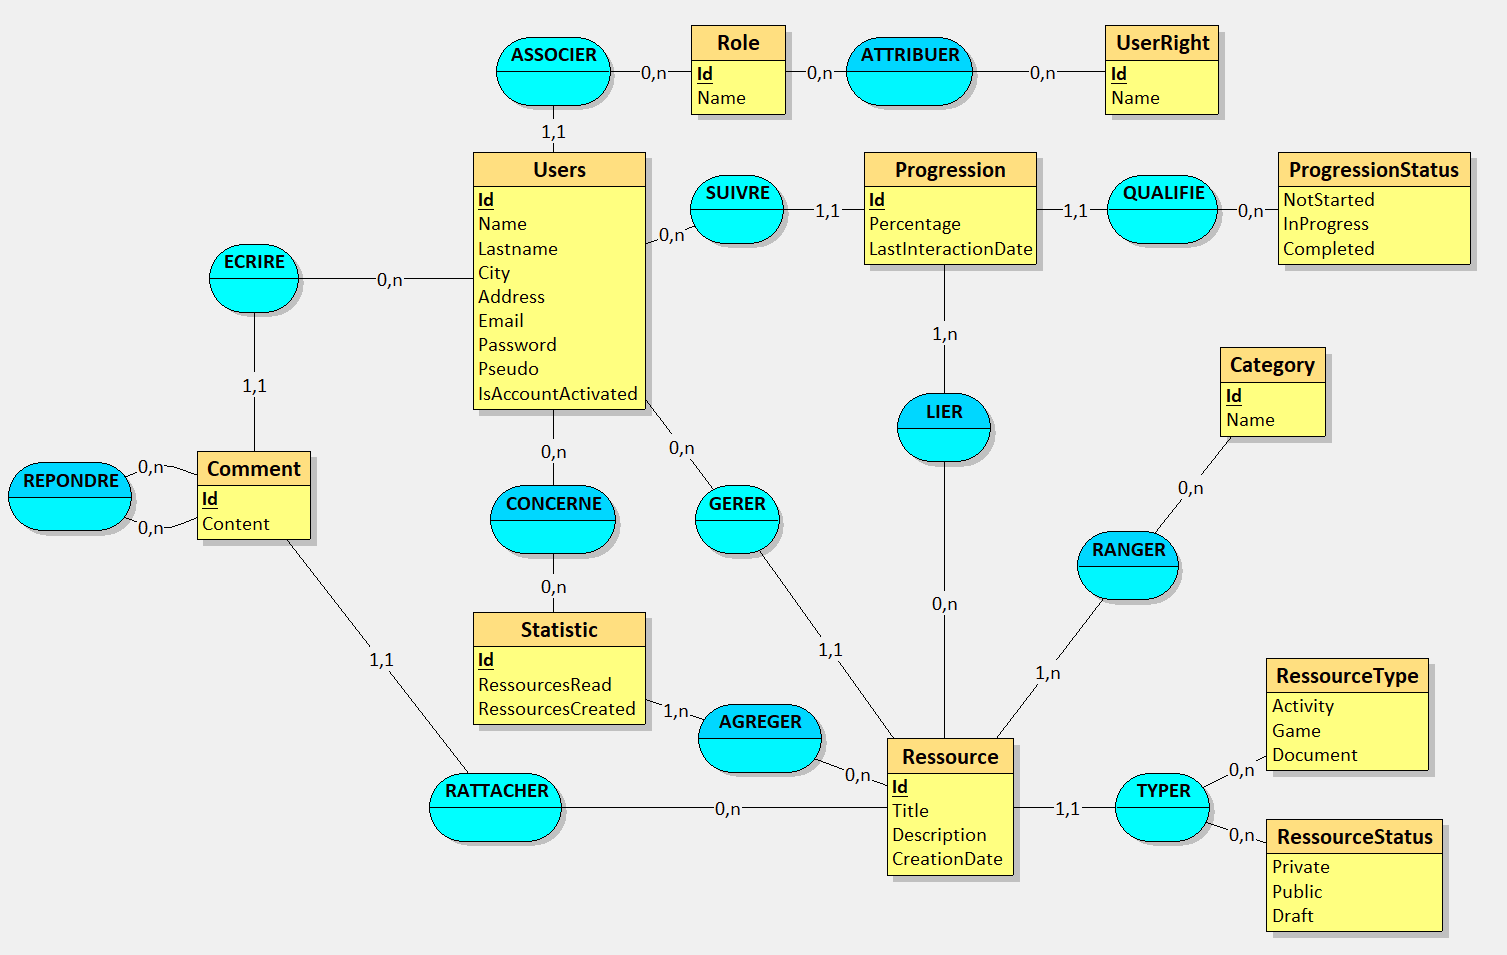 ASSOCIER
0,n
Role
Id
Name
0,n
ATTRIBUER
0,n
UserRight
Id
Name
1,1
Users
Id
Name
Lastname
City
Address
Email
Password
Pseudo
IsAccountActivated
0,n
SUIVRE
1,1
Progression
Id
Percentage
LastInteractionDate
1,1
QUALIFIE
0,n
ProgressionStatus
NotStarted
InProgress
Completed
ECRIRE
0,n
1,1
1,n
LIER
0,n
Category
Id
Name
0,n
RANGER
1,n
REPONDRE
0,n
0,n
Comment
Id
Content
0,n
CONCERNE
0,n
0,n
GERER
1,1
Statistic
Id
RessourcesRead
RessourcesCreated
1,n
AGREGER
0,n
1,1
RATTACHER
0,n
Ressource
Id
Title
Description
CreationDate
1,1
TYPER
0,n
0,n
RessourceType
Activity
Game
Document
RessourceStatus
Private
Public
Draft